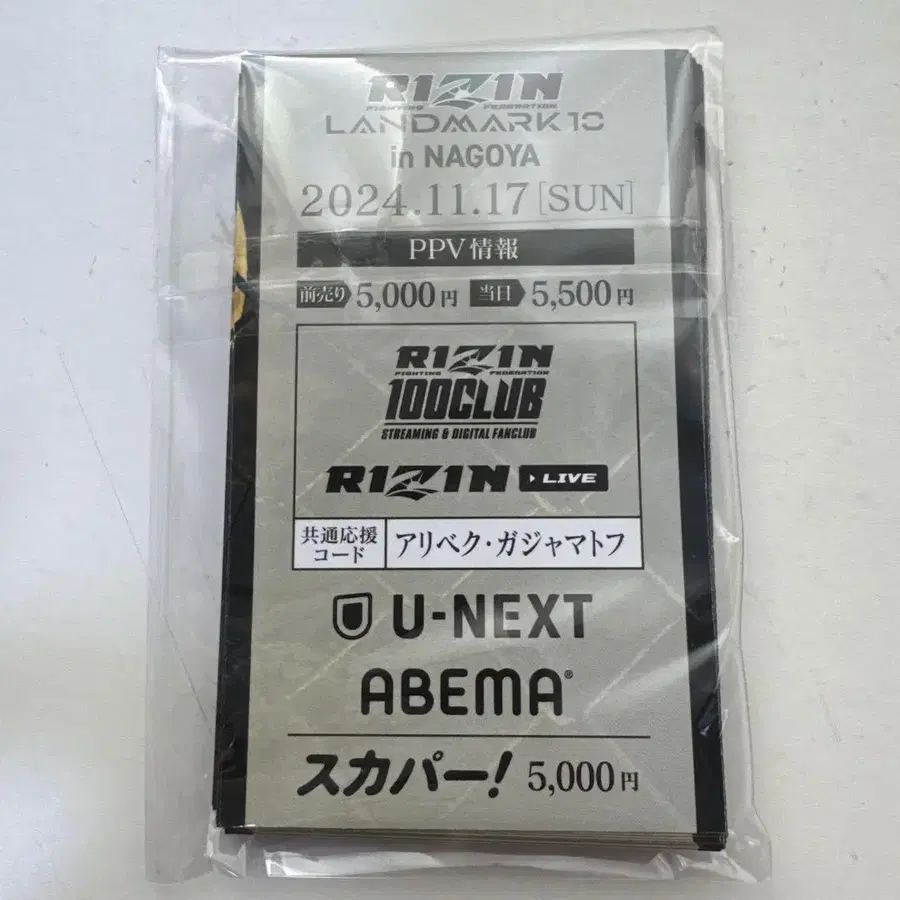 RIZIN
FIGHTING FEDERATION
LANDMARK 10
in NAGOYA
2024.11.17 [SUN]
PPV情報
前売り 5,000円 当日 5,500円
RIZIN
FIGHTING FEDERATION
100CLUB
STREAMING & DIGITAL FANCLUB
RIZIN LIVE
共通応援
コード
アリベク・ガジャマトフ
U-NEXT
ABEMA®
スカパー! 5,000円